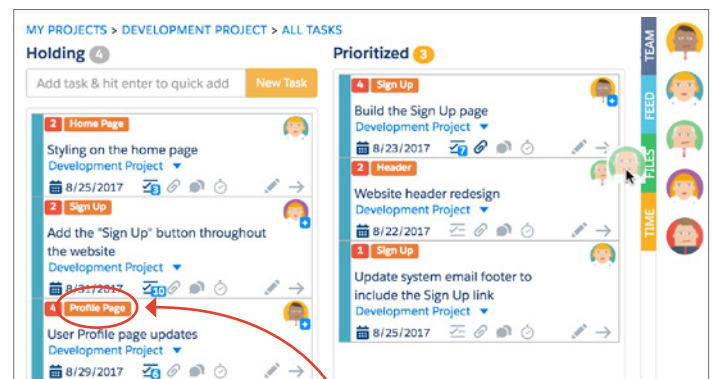 MY PROJECTS > DEVELOPMENT PROJECT > ALL TASKS
Holding 4
Add task & hit enter to quick add New Task
2 Home Page
Styling on the home page
Development Project
8/25/2017 3
2 Sign Up
Add the "Sign Up" button throughout
the website
Development Project
8/31/2017 10
4 Profile Page
User Profile page updates
Development Project
8/29/2017 6
Prioritized 3
4 Sign Up
Build the Sign Up page
Development Project
8/23/2017 7
2 Header
Website header redesign
Development Project
8/22/2017
1 Sign Up
Update system email footer to
include the Sign Up link
Development Project
8/25/2017
TEAM
FEED
FILES
TIME